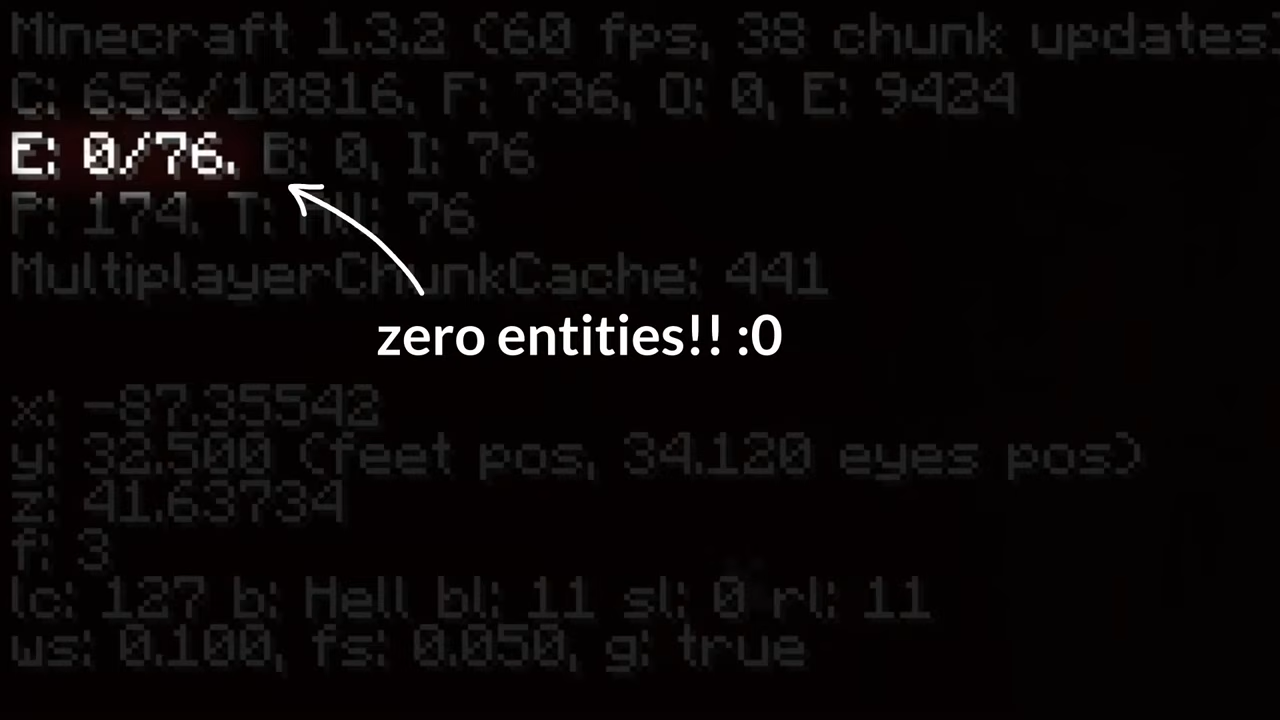 Minecraft 1.3.2 (60 fps, 38 chunk updates)
C: 656/10816. F: 736, O: 0, E: 9424
E: 0/76. B: 0, I: 76
P: 174. T: All: 76
MultiplayerChunkCache: 441
zero entities!! :0
x: -87.35542
y: 32.500 (feet pos, 34.120 eyes pos)
z: 41.63734
f: 3
lc: 127 b: Hell bl: 11 sl: 0 rl: 11
ws: 0.100, fs: 0.050, g: true